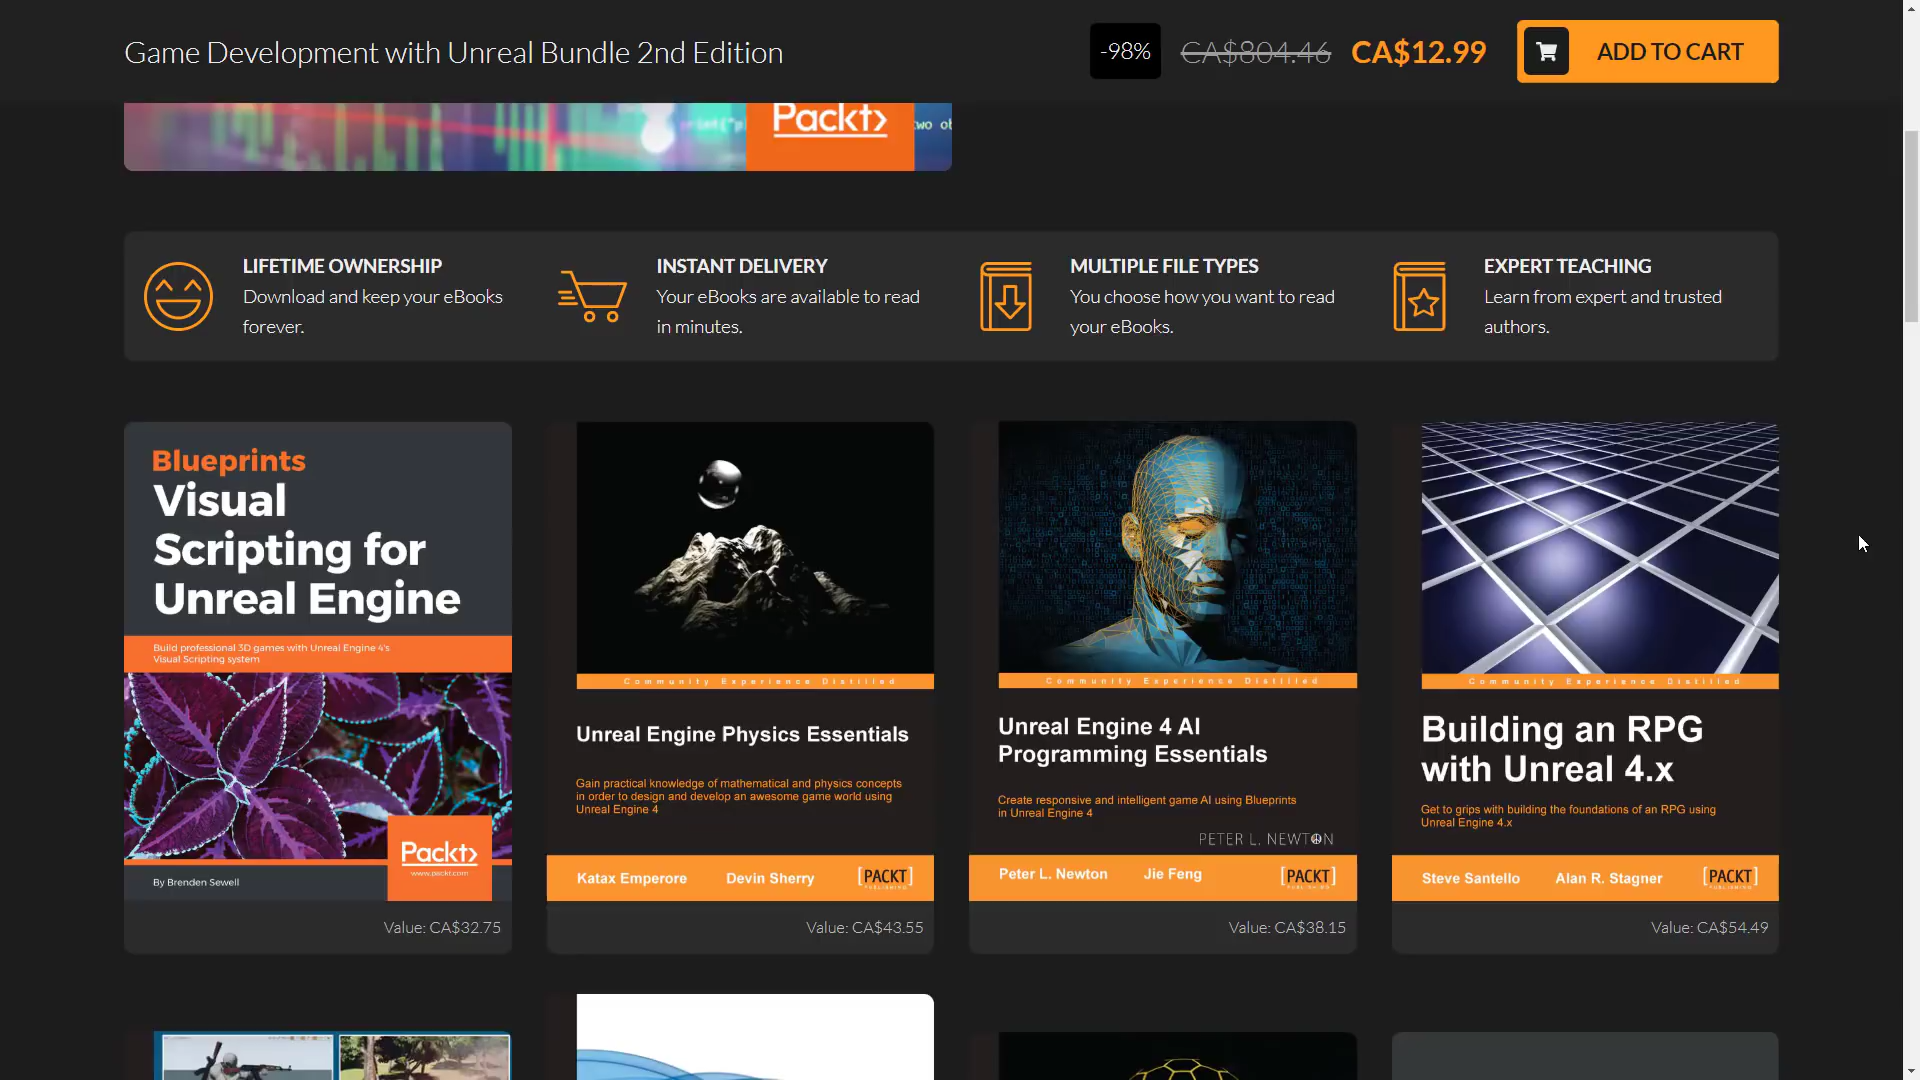 Game Development with Unreal Bundle 2nd Edition
-98%
CA$804.46
CA$12.99
ADD TO CART
Packt>
print("p
two ob
LIFETIME OWNERSHIP
Download and keep your eBooks
forever.
INSTANT DELIVERY
Your eBooks are available to read
in minutes.
MULTIPLE FILE TYPES
You choose how you want to read
your eBooks.
EXPERT TEACHING
Learn from expert and trusted
authors.
Blueprints
Visual
Scripting for
Unreal Engine
Build professional 3D games with Unreal Engine 4's
Visual Scripting system
Packt>
www.packt.com
By Brenden Sewell
Value: CA$32.75
Community Experience Distilled
Unreal Engine Physics Essentials
Gain practical knowledge of mathematical and physics concepts
in order to design and develop an awesome game world using
Unreal Engine 4
Katax Emperore Devin Sherry
[PACKT]
PUBLISHING
Value: CA$43.55
Community Experience Distilled
Unreal Engine 4 AI
Programming Essentials
Create responsive and intelligent game AI using Blueprints
in Unreal Engine 4
PETER L. NEWTON
Peter L. Newton Jie Feng
[PACKT]
PUBLISHING
Value: CA$38.15
Community Experience Distilled
Building an RPG
with Unreal 4.x
Get to grips with building the foundations of an RPG using
Unreal Engine 4.x
Steve Santello Alan R. Stagner
[PACKT]
PUBLISHING
Value: CA$54.49